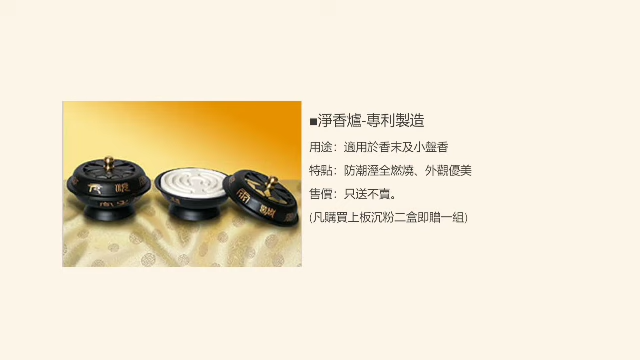 ■淨香爐-專利製造
用途：適用於香末及小盤香
特點：防潮溼全燃燒、外觀優美
售價：只送不賣。
(凡購買上板沉粉二盒即贈一組)